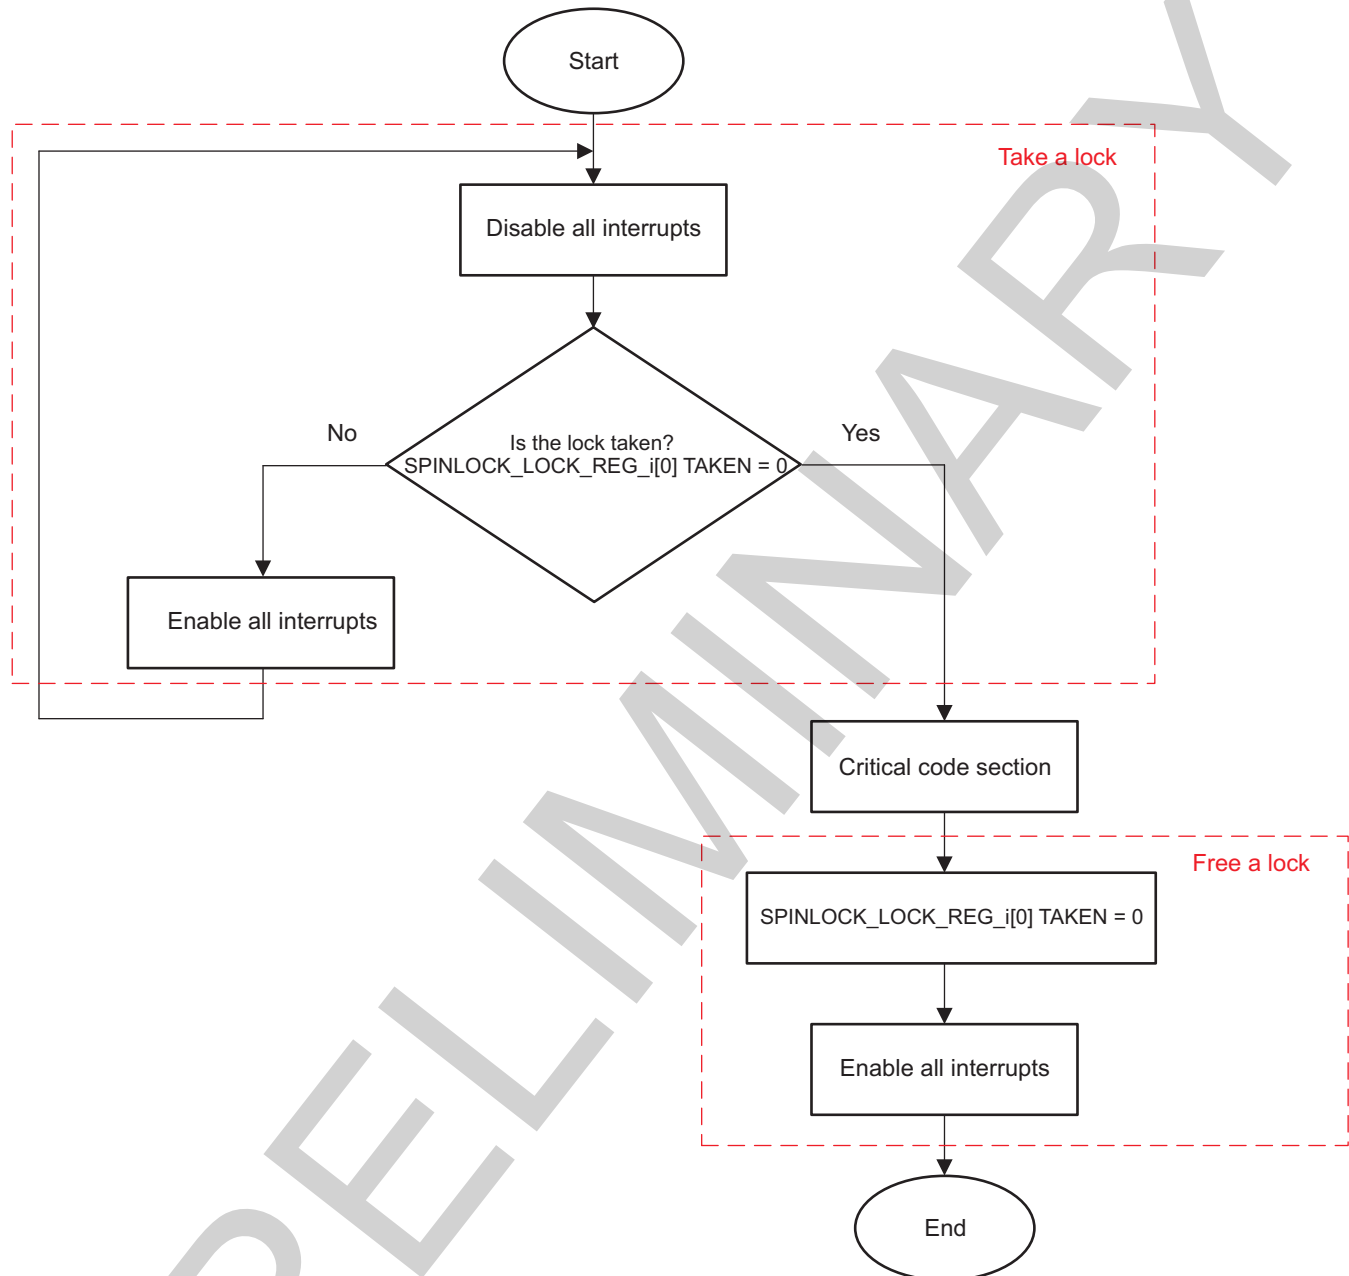 Start
Take a lock
Disable all interrupts
No
Yes
Is the lock taken?
SPINLOCK_LOCK_REG_i[0] TAKEN = 0
Enable all interrupts
Critical code section
Free a lock
SPINLOCK_LOCK_REG_i[0] TAKEN = 0
Enable all interrupts
End
PRELIMINARY